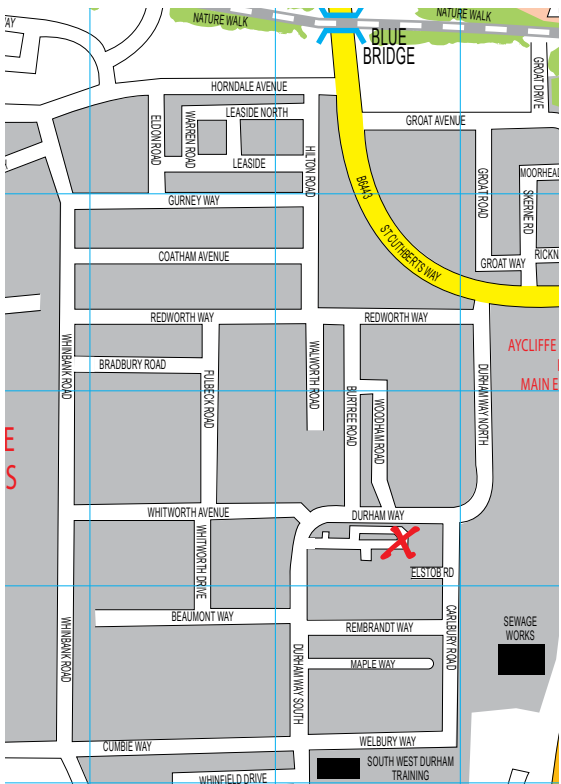 NATURE WALK
NATURE WALK
AY
BLUE
BRIDGE
HORNDALE AVENUE
GROAT DRIVE
LEASIDE NORTH
GROAT AVENUE
ELDON ROAD
WARREN ROAD
LEASIDE
HILTON ROAD
B6443
GROAT ROAD
MOORHEAD
SKERNE RD
GURNEY WAY
ST CUTHBERTS WAY
COATHAM AVENUE
GROAT WAY
RICKN
REDWORTH WAY
REDWORTH WAY
WHINBANK ROAD
BRADBURY ROAD
PULBECK ROAD
WALWORTH ROAD
BURTREE ROAD
WOODHAM ROAD
DURHAM WAY NORTH
AYCLIFFE
MAIN E
E
S
WHITWORTH AVENUE
DURHAM WAY
WHITWORTH DRIVE
ELSTOB RD
BEAUMONT WAY
REMBRANDT WAY
CARLBURY ROAD
SEWAGE
WORKS
WHINBANK ROAD
DURHAM WAY SOUTH
MAPLE WAY
CUMBIE WAY
WELBURY WAY
WHINFIELD DRIVE
SOUTH WEST DURHAM
TRAINING